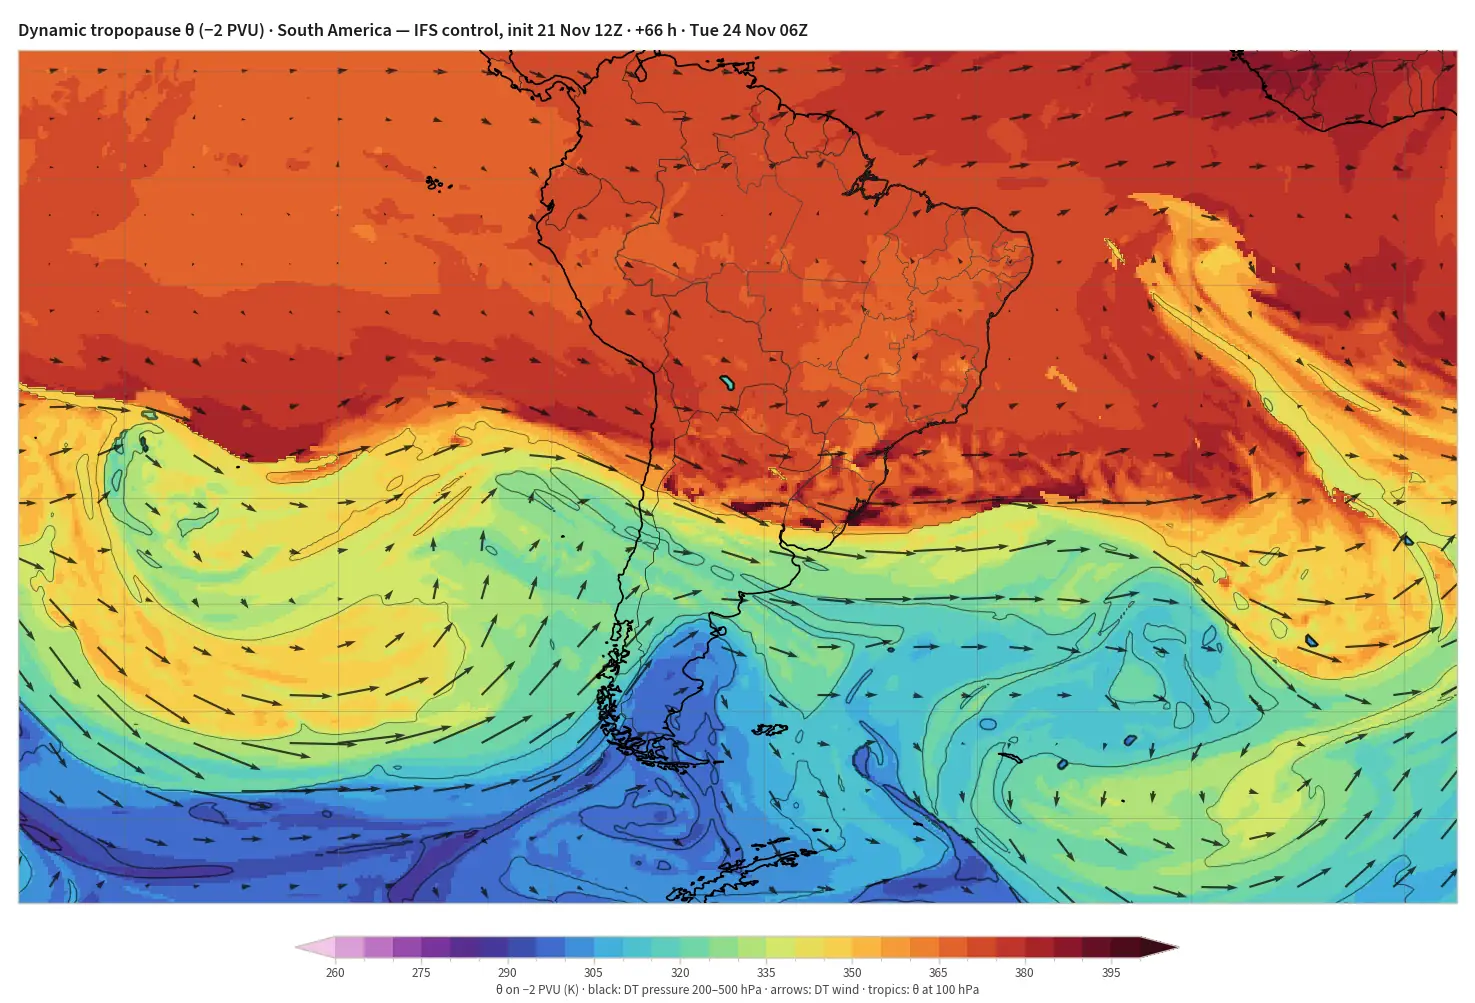 Dynamic tropopause θ (−2 PVU) · South America — IFS control, init 21 Nov 12Z · +66 h · Tue 24 Nov 06Z
260 275 290 305 320 335 350 365 380 395
θ on −2 PVU (K) · black: DT pressure 200–500 hPa · arrows: DT wind · tropics: θ at 100 hPa